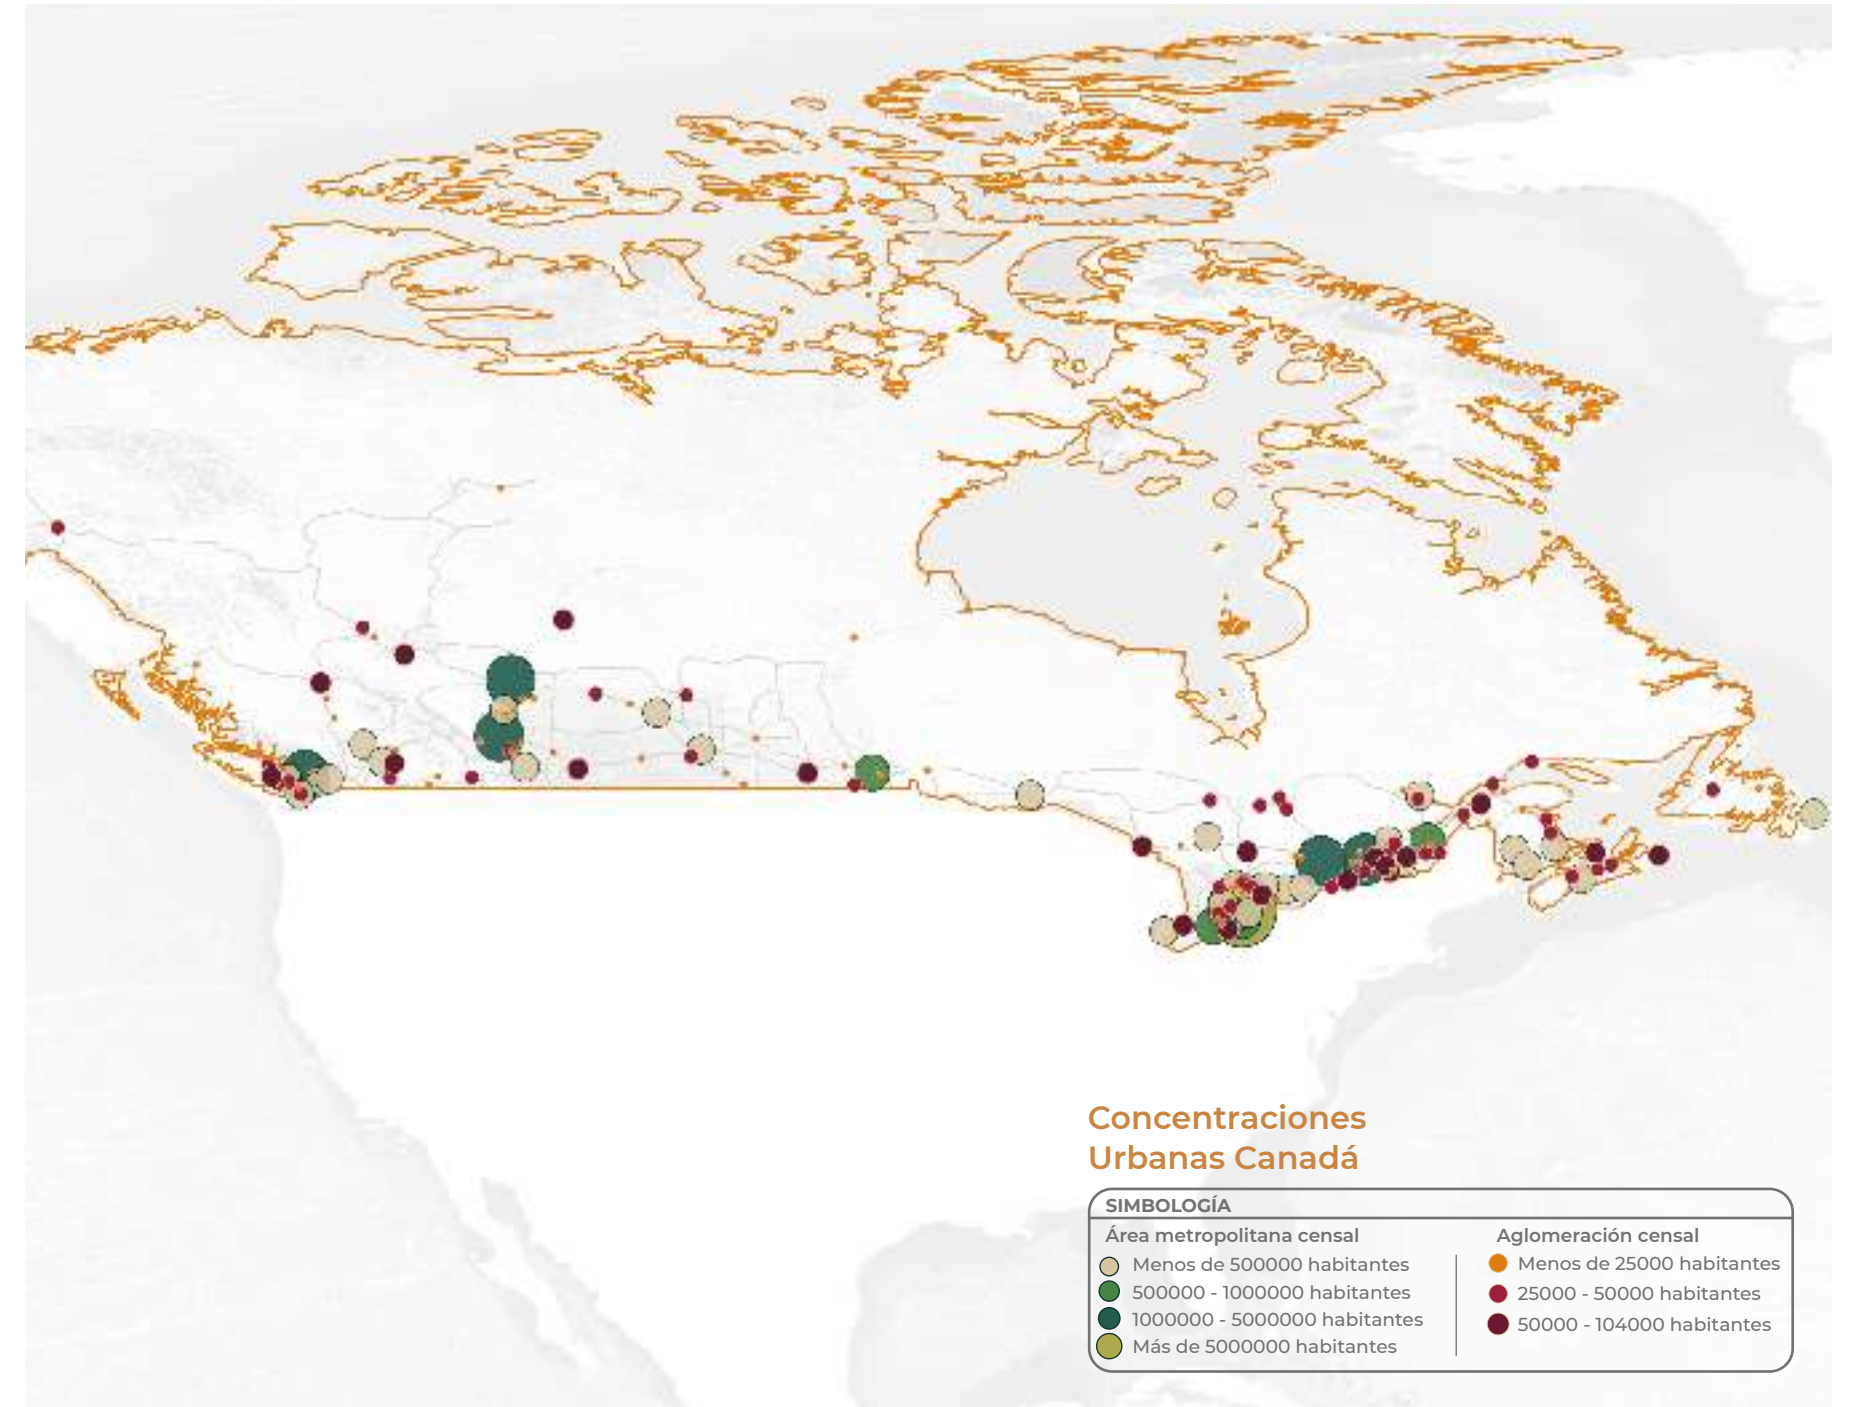 Concentraciones
Urbanas Canadá
SIMBOLOGÍA
Área metropolitana censal
Menos de 500000 habitantes
500000 - 1000000 habitantes
1000000 - 5000000 habitantes
Más de 5000000 habitantes
Aglomeración censal
Menos de 25000 habitantes
25000 - 50000 habitantes
50000 - 104000 habitantes